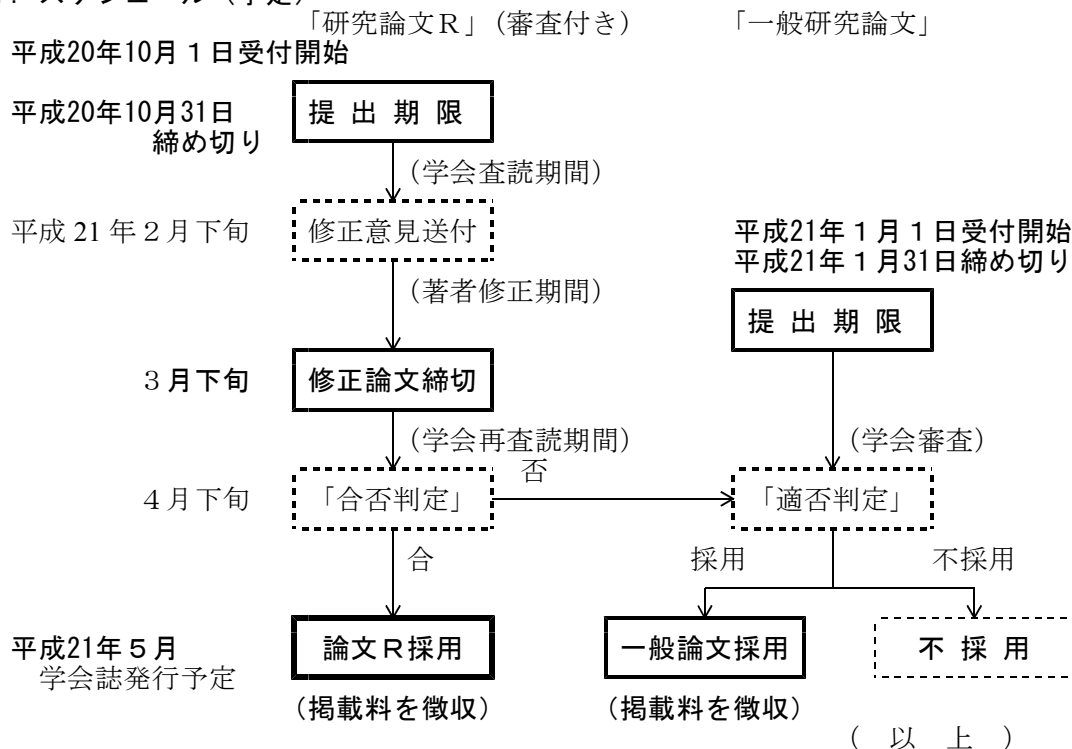 スケジュール（予定）
「研究論文Ｒ」（審査付き）
「一般研究論文」
平成20年10月１日受付開始
平成20年10月31日
締め切り
提 出 期 限
（学会査読期間）
平成 21 年２月下旬
修正意見送付
平成21年１月１日受付開始
平成21年１月31日締め切り
（著者修正期間）
提 出 期 限
３月下旬
修正論文締切
（学会再査読期間）
（学会審査）
否
４月下旬
「合否判定」
「適否判定」
合
採用
不採用
平成21年５月
学会誌発行予定
論文Ｒ採用
一般論文採用
不 採 用
（掲載料を徴収）
（掲載料を徴収）
（ 以 上 ）